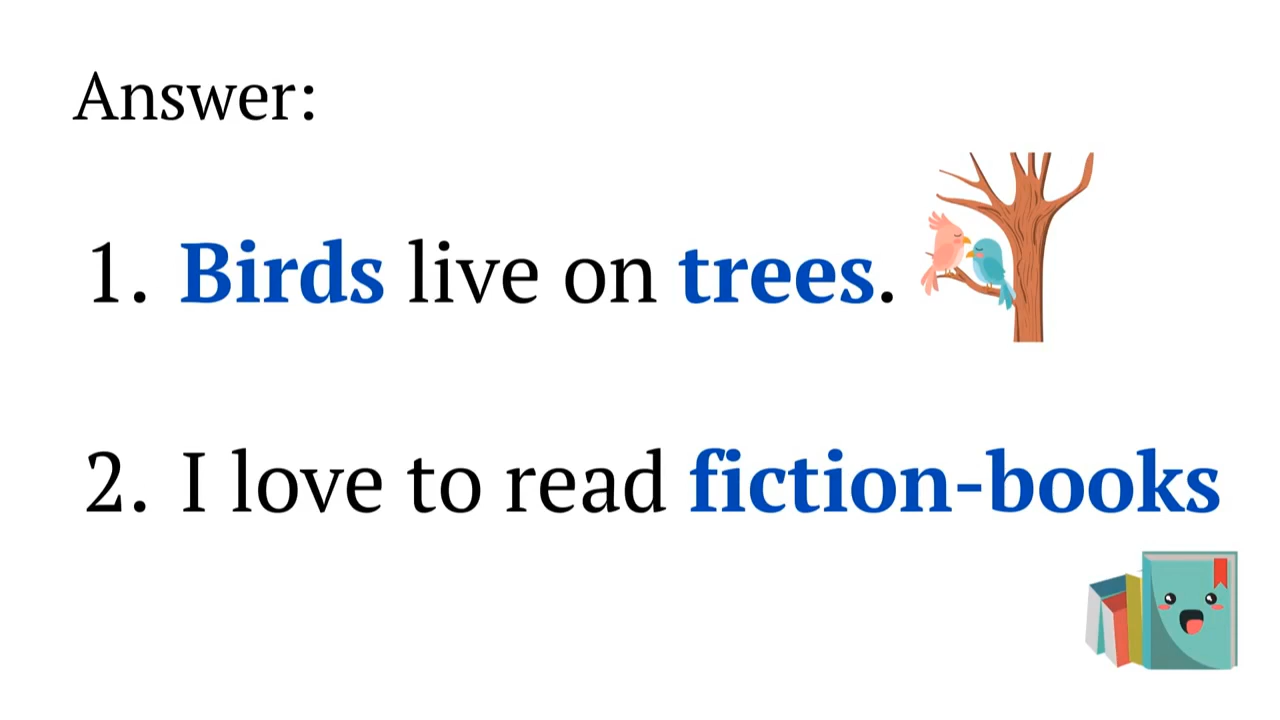 Answer:
1. Birds live on trees.
2. I love to read fiction-books